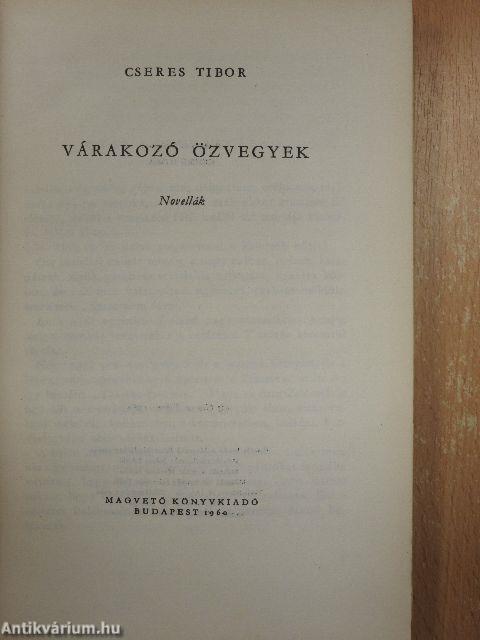 CSERES TIBOR
VÁRAKOZÓ ÖZVEGYEK
Novellák
MAGVETŐ KÖNYVKIADÓ
BUDAPEST 1960
Antikvárium.hu